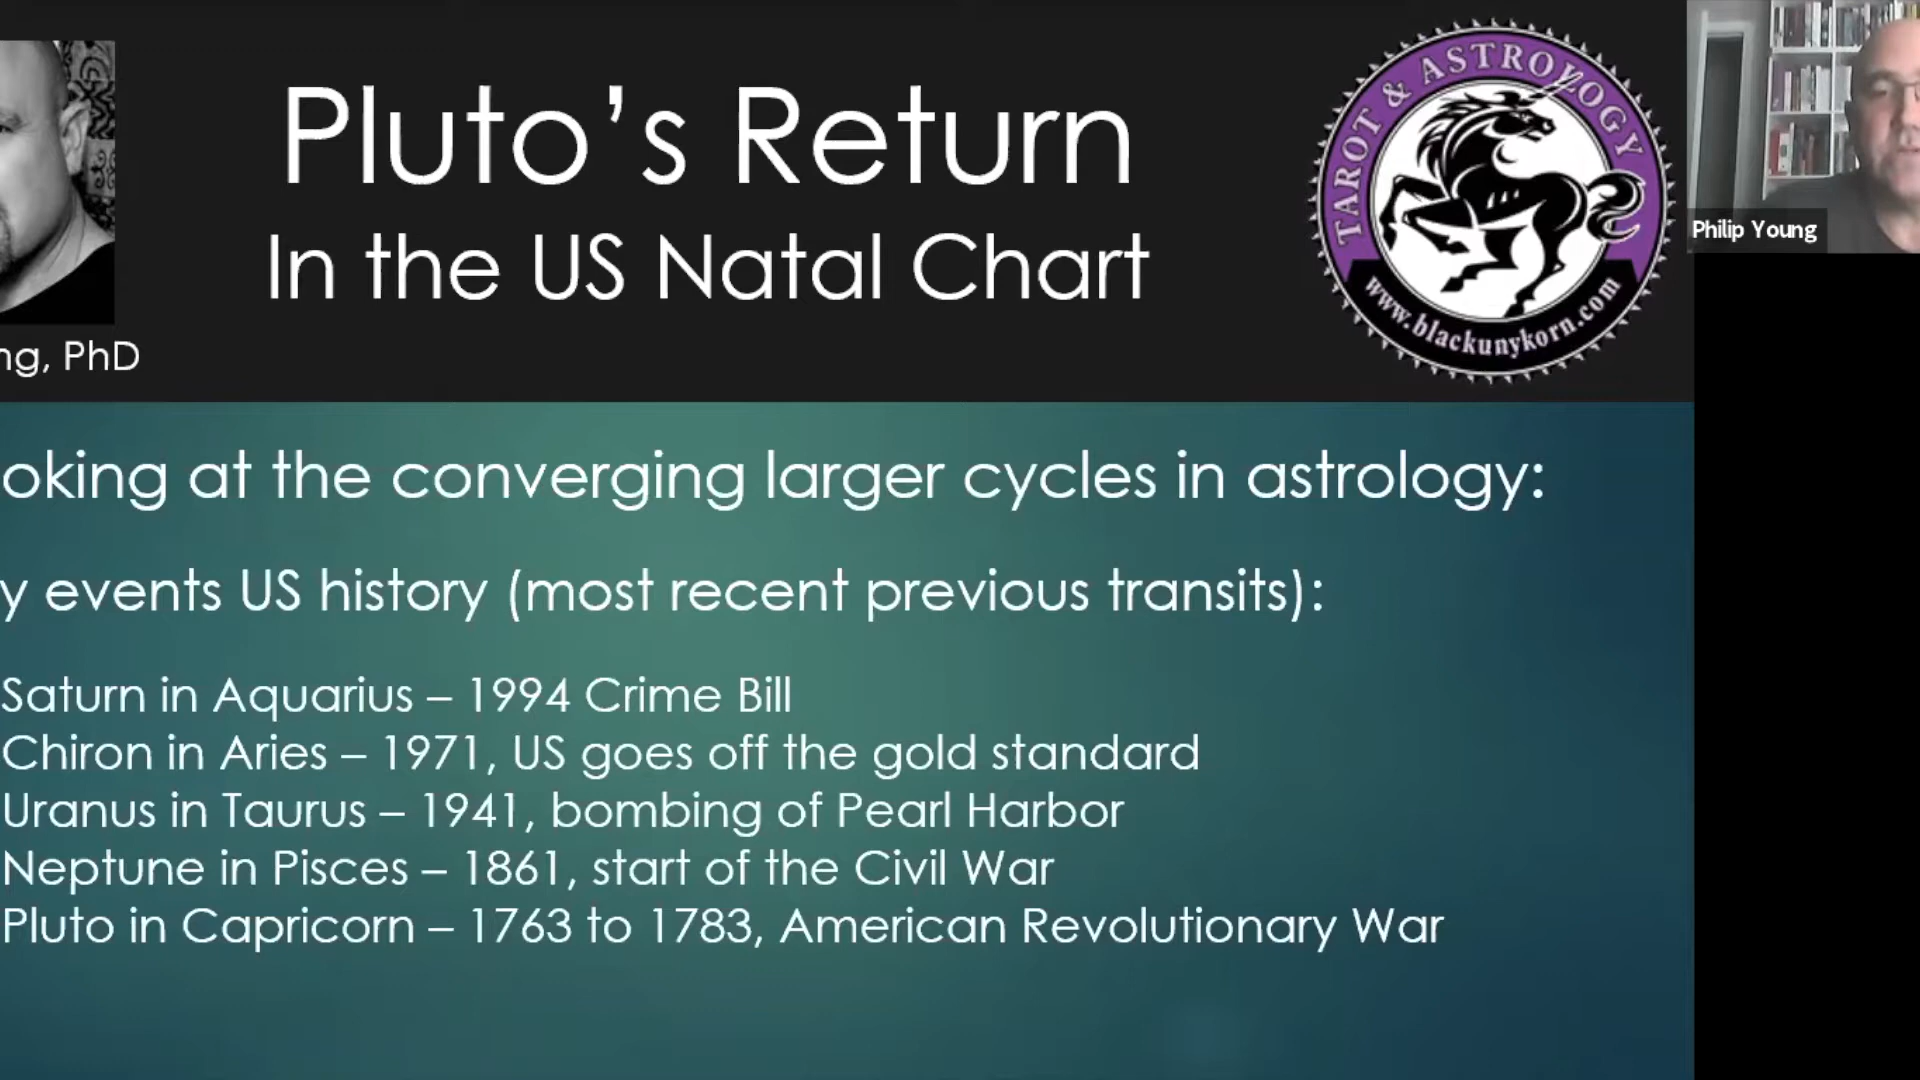 Pluto's Return
In the US Natal Chart
TAROT & ASTROLOGY
www.blackunykorn.com
Philip Young
ng, PhD
oking at the converging larger cycles in astrology:
y events US history (most recent previous transits):
Saturn in Aquarius – 1994 Crime Bill
Chiron in Aries – 1971, US goes off the gold standard
Uranus in Taurus – 1941, bombing of Pearl Harbor
Neptune in Pisces – 1861, start of the Civil War
Pluto in Capricorn – 1763 to 1783, American Revolutionary War